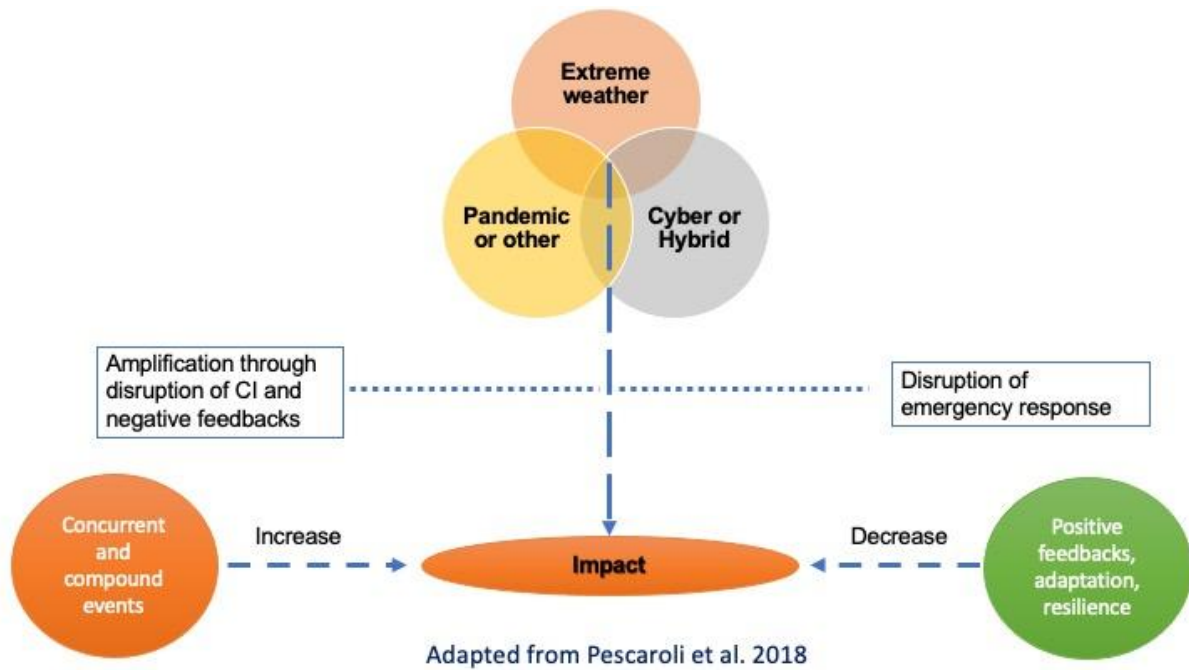 Extreme
weather
Pandemic
or other
Cyber or
Hybrid
Amplification through
disruption of CI and
negative feedbacks
Disruption of
emergency response
Concurrent
and
compound
events
Increase
Impact
Decrease
Positive
feedbacks,
adaptation,
resilience
Adapted from Pescaroli et al. 2018